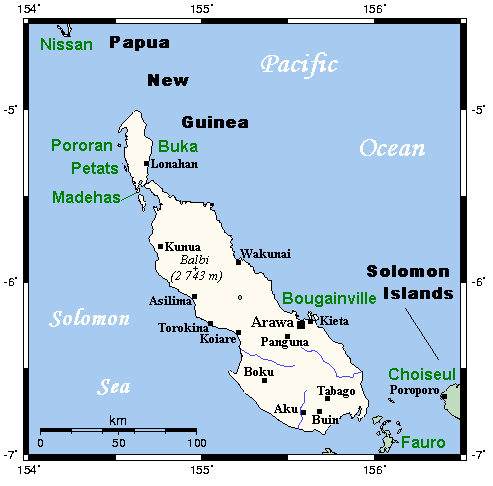 154°
155°
156°
Nissan
Papua
New
Guinea
Pacific
Ocean
-5°
-5°
Pororan
Buka
Lonahan
Petats
Madehas
Kunua
Balbi
(2 743 m)
Wakunai
-6°
-6°
Solomon
Islands
Asilima
Bougainville
Solomon
Sea
Torokina
Koiare
Arawa
Kieta
Panguna
Boku
Tabago
Aku
Buin
Choiseul
Poroporo
Fauro
km
0
50
100
-7°
-7°
154°
155°
156°